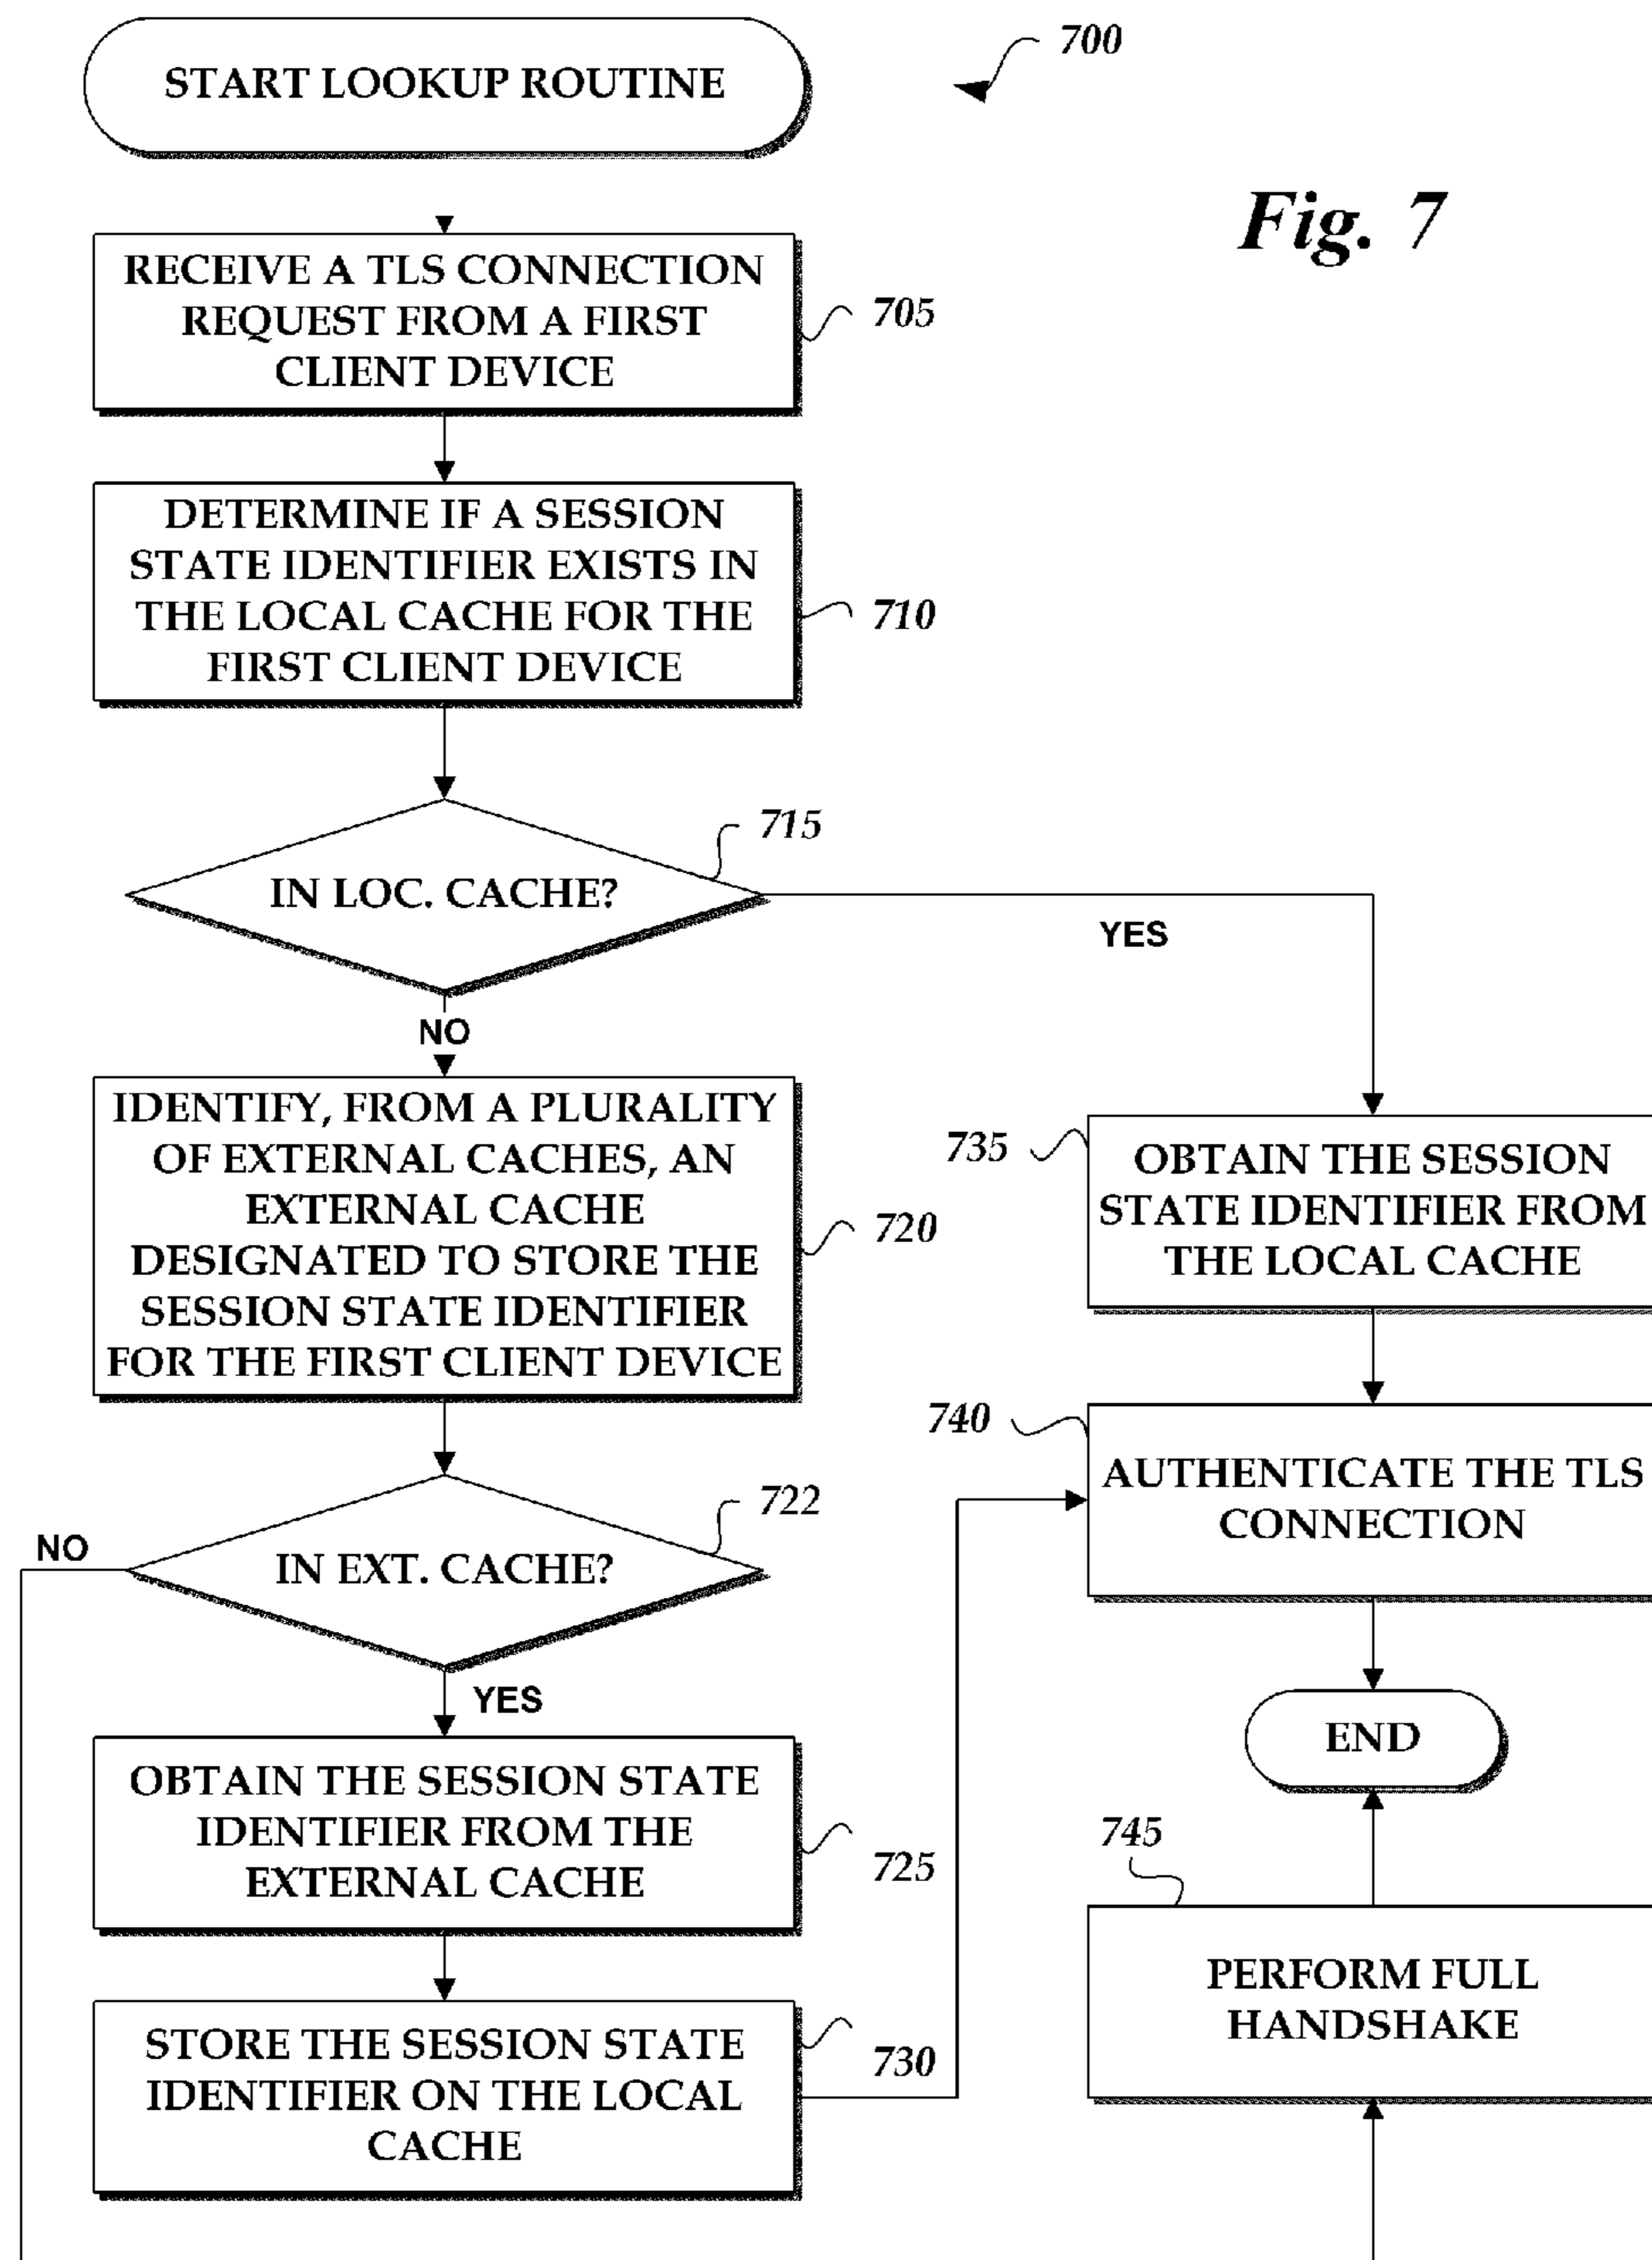 START LOOKUP ROUTINE
700
Fig. 7
RECEIVE A TLS CONNECTION
REQUEST FROM A FIRST
CLIENT DEVICE
705
DETERMINE IF A SESSION
STATE IDENTIFIER EXISTS IN
THE LOCAL CACHE FOR THE
FIRST CLIENT DEVICE
710
715
IN LOC. CACHE?
YES
NO
IDENTIFY, FROM A PLURALITY
OF EXTERNAL CACHES, AN
EXTERNAL CACHE
DESIGNATED TO STORE THE
SESSION STATE IDENTIFIER
FOR THE FIRST CLIENT DEVICE
720
735
OBTAIN THE SESSION
STATE IDENTIFIER FROM
THE LOCAL CACHE
740
AUTHENTICATE THE TLS
CONNECTION
722
NO
IN EXT. CACHE?
YES
END
OBTAIN THE SESSION STATE
IDENTIFIER FROM THE
EXTERNAL CACHE
725
745
PERFORM FULL
HANDSHAKE
STORE THE SESSION STATE
IDENTIFIER ON THE LOCAL
CACHE
730